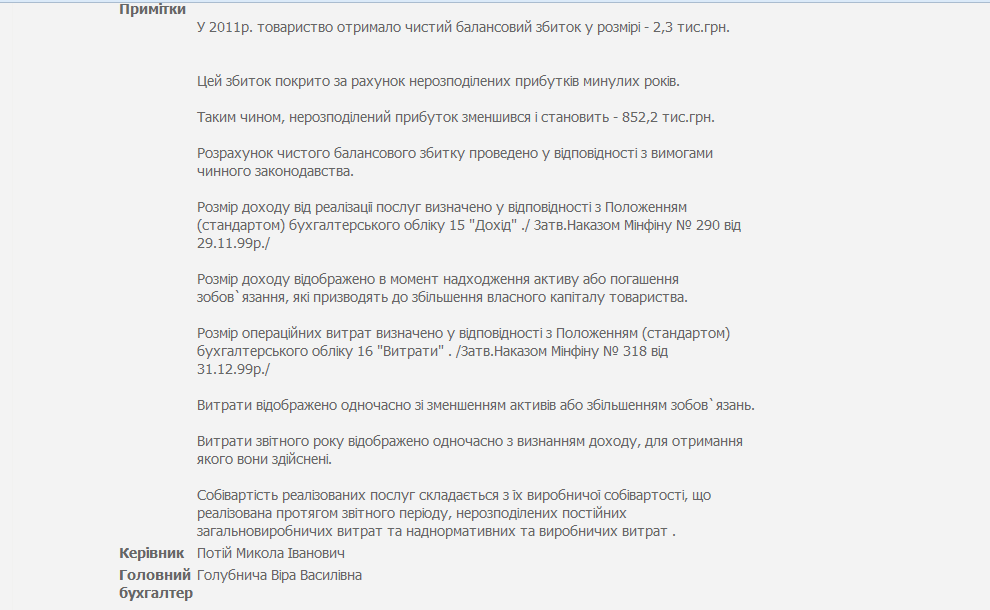 Примітки
У 2011р. товариство отримало чистий балансовий збиток у розмірі - 2,3 тис.грн.
Цей збиток покрито за рахунок нерозподілених прибутків минулих років.
Таким чином, нерозподілений прибуток зменшився і становить - 852,2 тис.грн.
Розрахунок чистого балансового збитку проведено у відповідності з вимогами
чинного законодавства.
Розмір доходу від реалізації послуг визначено у відповідності з Положенням
(стандартом) бухгалтерського обліку 15 "Дохід" ./ Затв.Наказом Мінфіну № 290 від
29.11.99р./
Розмір доходу відображено в момент надходження активу або погашення
зобов`язання, які призводять до збільшення власного капіталу товариства.
Розмір операційних витрат визначено у відповідності з Положенням (стандартом)
бухгалтерського обліку 16 "Витрати" . /Затв.Наказом Мінфіну № 318 від
31.12.99р./
Витрати відображено одночасно зі зменшенням активів або збільшенням зобов`язань.
Витрати звітного року відображено одночасно з визнанням доходу, для отримання
якого вони здійснені.
Собівартість реалізованих послуг складається з їх виробничої собівартості, що
реалізована протягом звітного періоду, нерозподілених постійних
загальновиробничих витрат та наднормативних та виробничих витрат .
Керівник Потій Микола Іванович
Головний Голубнича Віра Василівна
бухгалтер